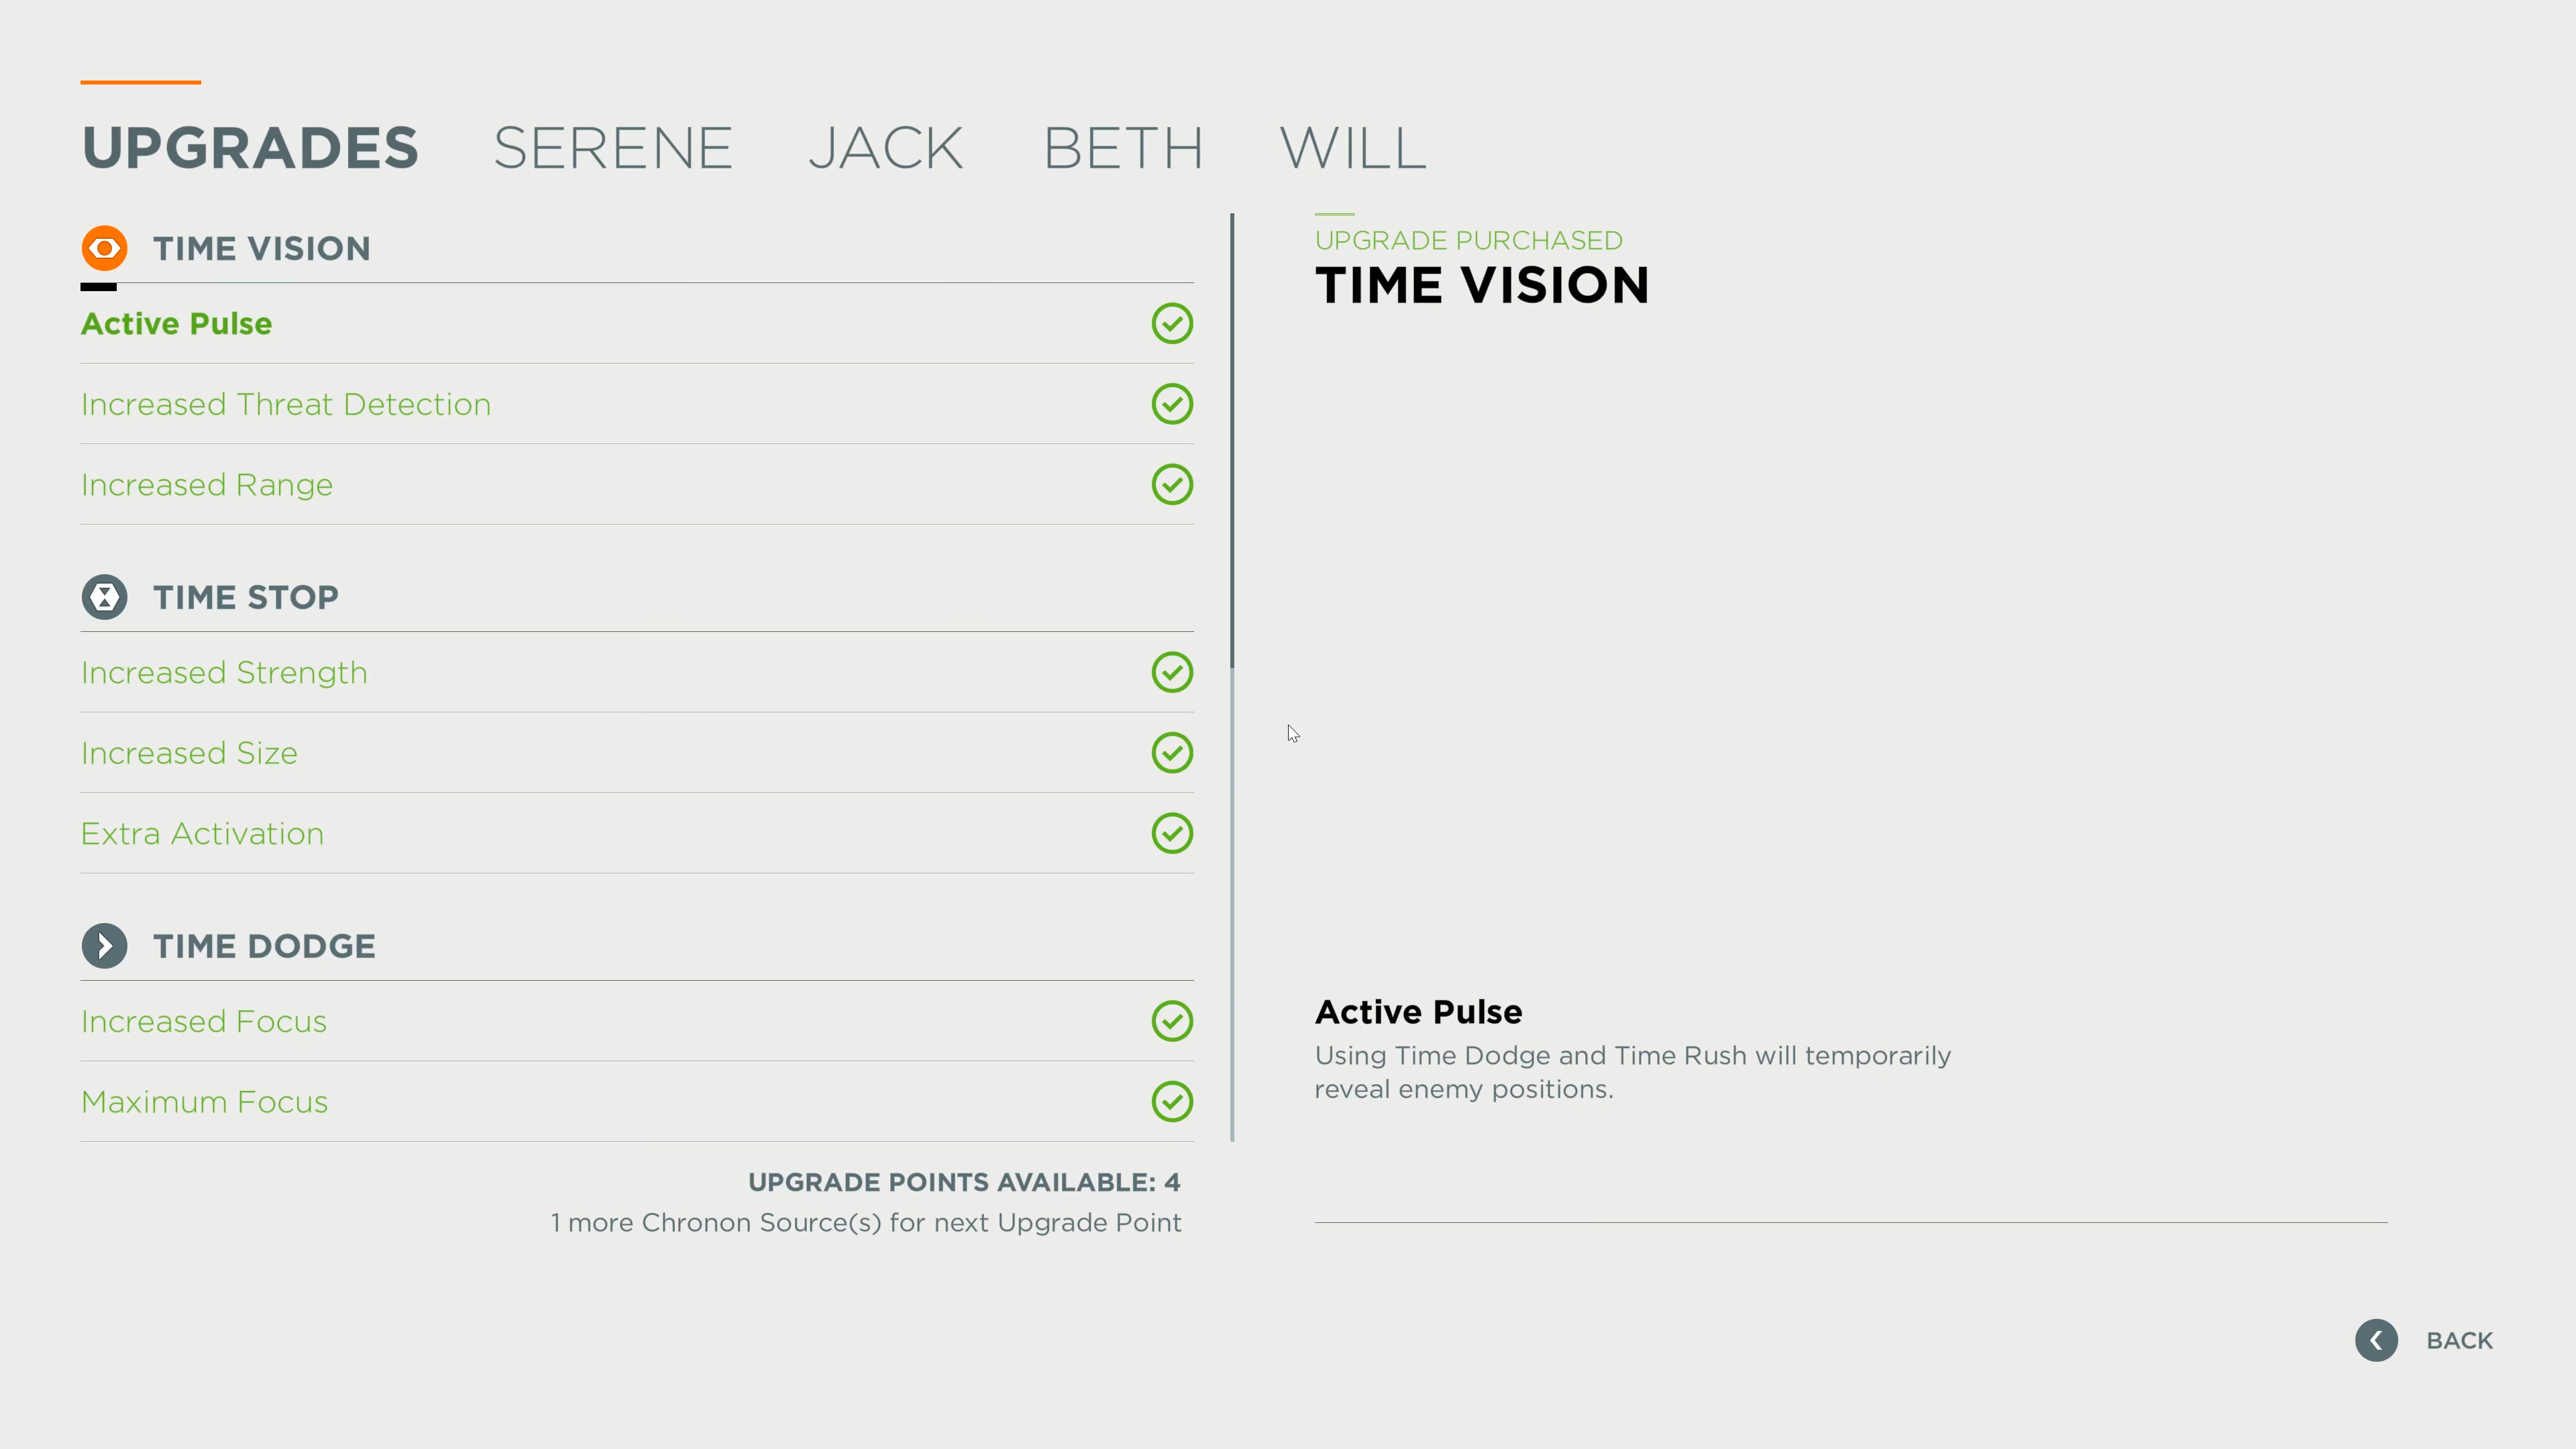 UPGRADES SERENE JACK BETH WILL
TIME VISION
Active Pulse
Increased Threat Detection
Increased Range
TIME STOP
Increased Strength
Increased Size
Extra Activation
TIME DODGE
Increased Focus
Maximum Focus
UPGRADE POINTS AVAILABLE: 4
1 more Chronon Source(s) for next Upgrade Point
UPGRADE PURCHASED
TIME VISION
Active Pulse
Using Time Dodge and Time Rush will temporarily
reveal enemy positions.
BACK